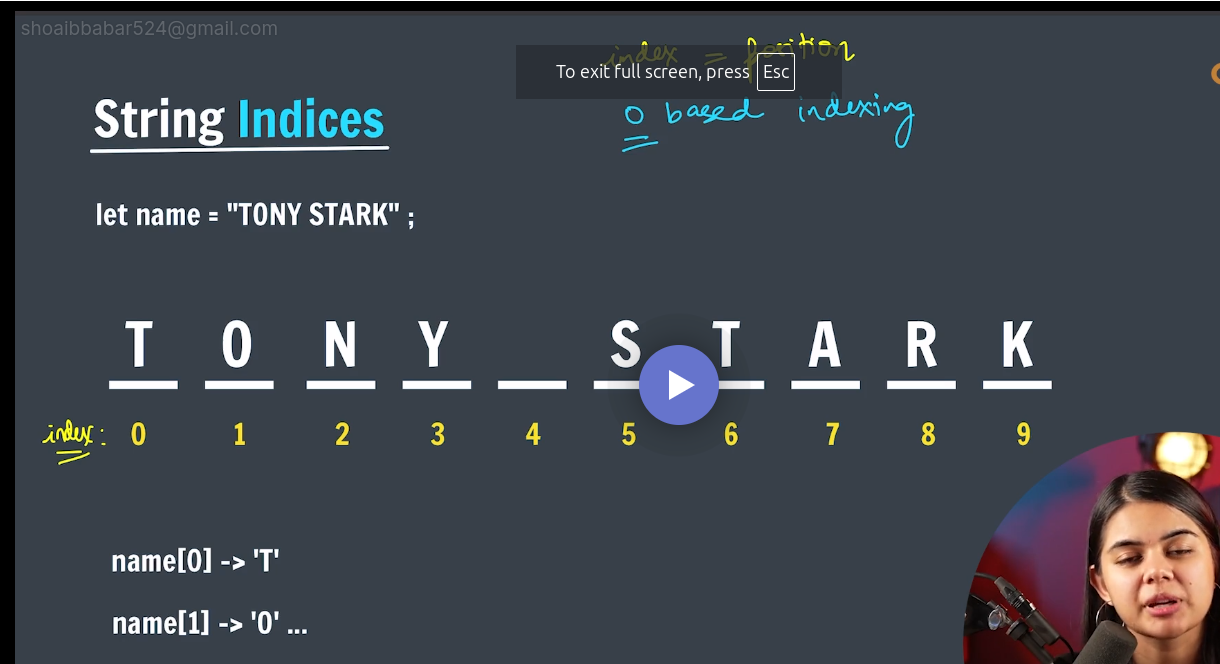 shoaibbabar524@gmail.com
index = position
To exit full screen, press Esc
0 based indexing
String Indices
let name = "TONY STARK" ;
T O N Y S T A R K
index: 0 1 2 3 4 5 6 7 8 9
name[0] -> 'T'
name[1] -> 'O' ...